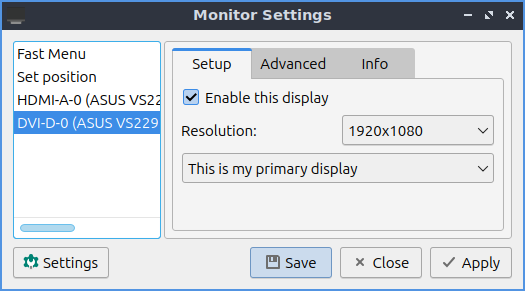 Monitor Settings
Fast Menu
Set position
HDMI-A-0 (ASUS VS22
DVI-D-0 (ASUS VS229
Setup
Advanced
Info
Enable this display
Resolution:
1920x1080
This is my primary display
Settings
Save
Close
Apply